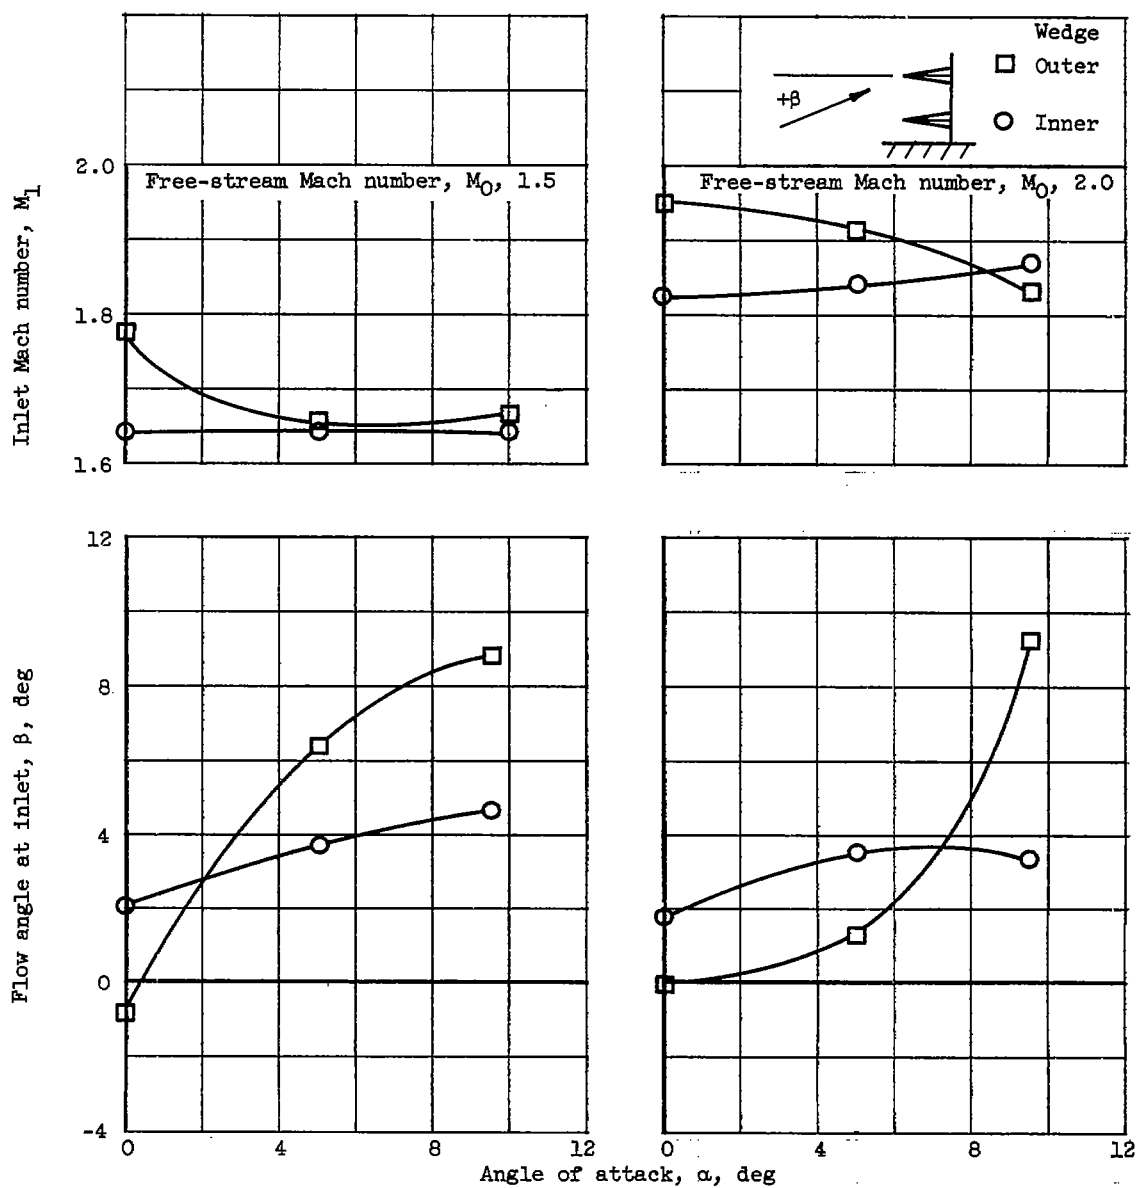 Wedge
Outer
Inner
+β
2.0
1.8
1.6
Inlet Mach number, M1
Free-stream Mach number, M0, 1.5
Free-stream Mach number, M0, 2.0
12
8
4
0
-4
Flow angle at inlet, β, deg
0 4 8 12
0 4 8 12
Angle of attack, α, deg